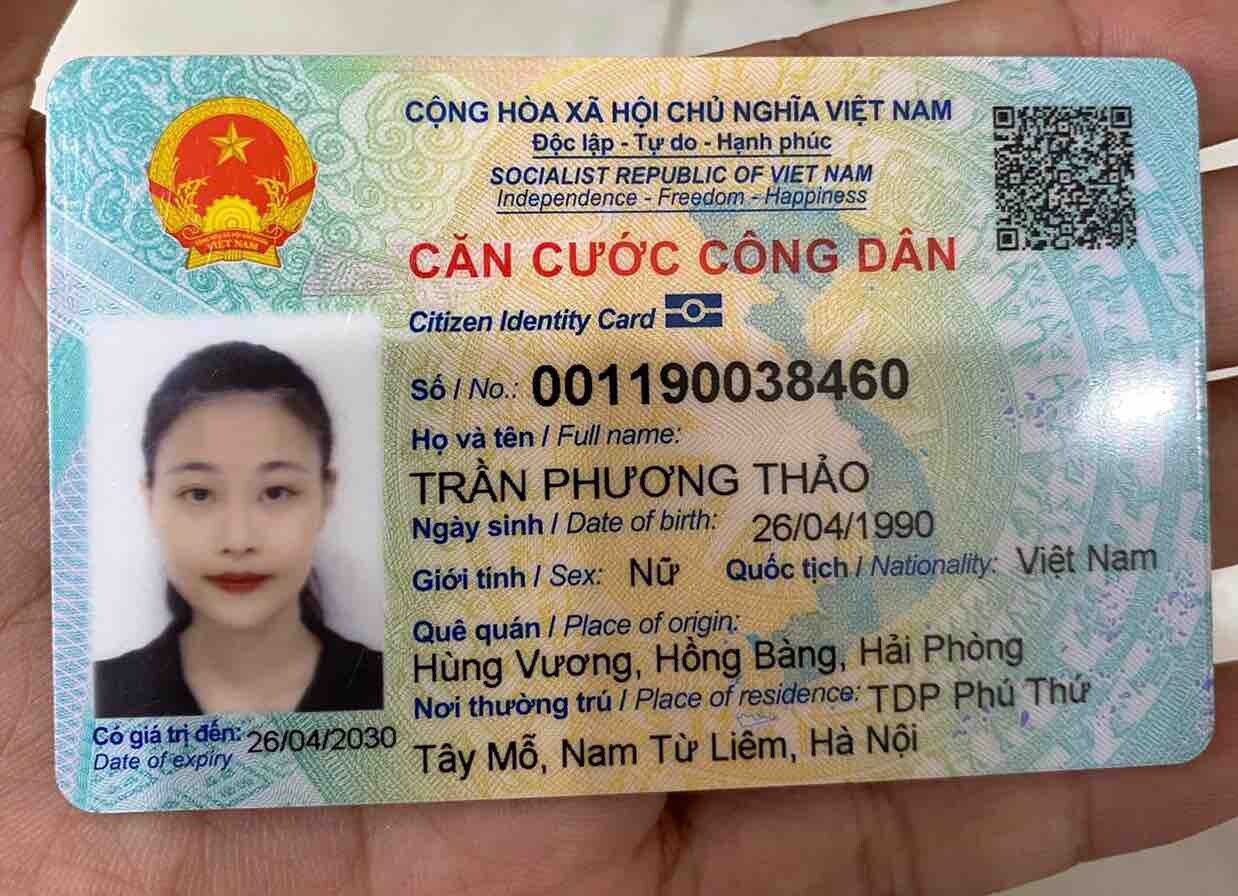 CỘNG HÒA XÃ HỘI CHỦ NGHĨA VIỆT NAM
Độc lập - Tự do - Hạnh phúc
SOCIALIST REPUBLIC OF VIET NAM
Independence - Freedom - Happiness
CĂN CƯỚC CÔNG DÂN
Citizen Identity Card
VIỆT NAM
Số / No.: 001190038460
Họ và tên / Full name:
TRẦN PHƯƠNG THẢO
Ngày sinh / Date of birth: 26/04/1990
Giới tính / Sex: Nữ Quốc tịch / Nationality: Việt Nam
Quê quán / Place of origin:
Hùng Vương, Hồng Bàng, Hải Phòng
Nơi thường trú / Place of residence: TDP Phú Thứ
Tây Mỗ, Nam Từ Liêm, Hà Nội
Có giá trị đến: 26/04/2030
Date of expiry